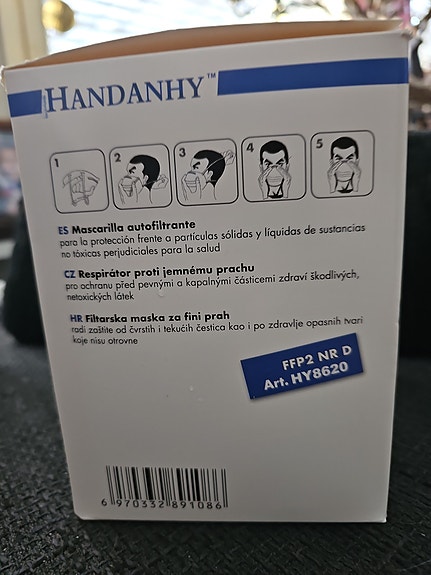 HANDANHY™
1 2 3 4 5
ES Mascarilla autofiltrante
para la protección frente a partículas sólidas y líquidas de sustancias
no tóxicas perjudiciales para la salud
CZ Respirátor proti jemnému prachu
pro ochranu před pevnými a kapalnými částicemi zdraví škodlivých,
netoxických látek
HR Filtarska maska za fini prah
radi zaštite od čvrstih i tekućih čestica kao i po zdravlje opasnih tvari
koje nisu otrovne
FFP2 NR D
Art. HY8620
6 970332 891086